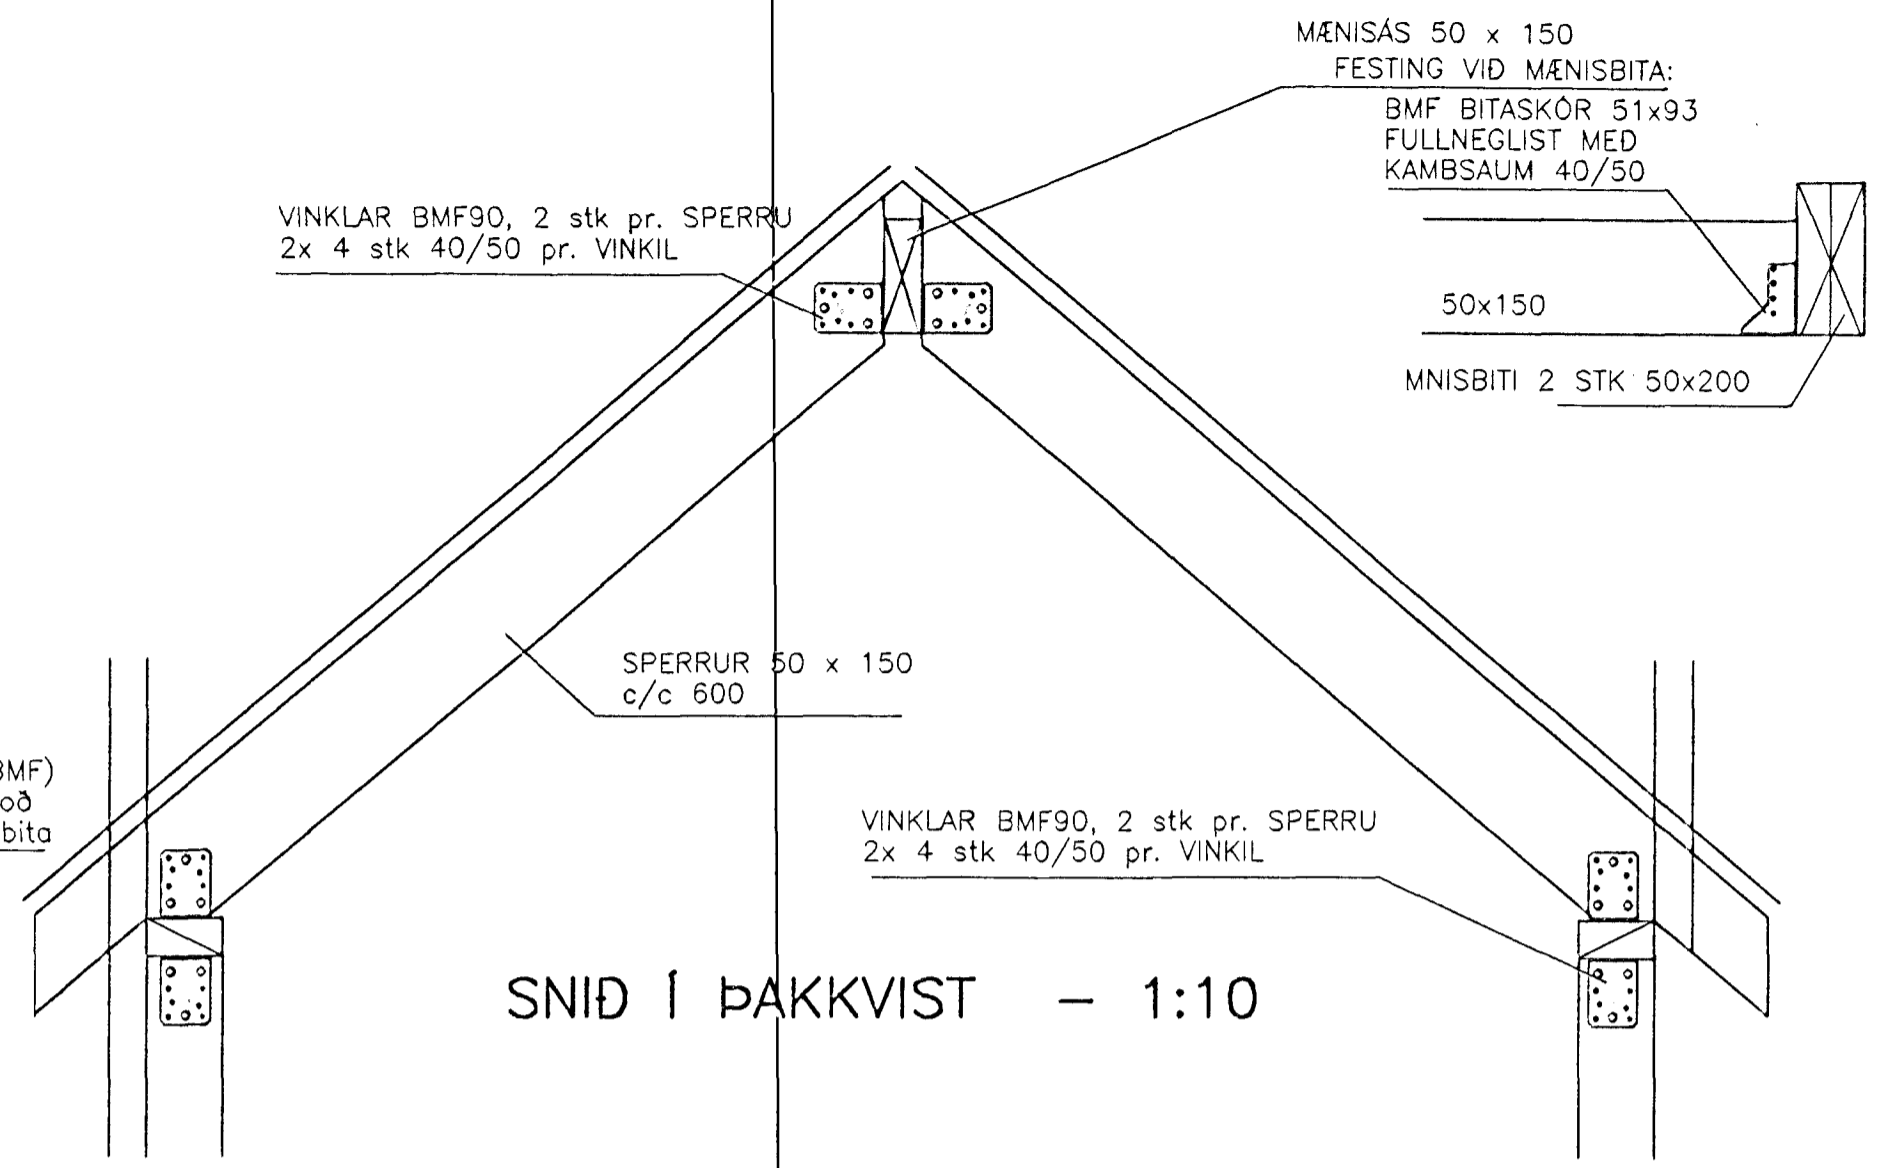 MÆNISÁS 50 x 150
FESTING VIÐ MÆNISBITA:
BMF BITASKÓR 51x93
FULLNEGLIST MEÐ
KAMBSAUM 40/50
VINKLAR BMF90, 2 stk pr. SPERRU
2x 4 stk 40/50 pr. VINKIL
50x150
MNISBITI 2 STK 50x200
SPERRUR 50 x 150
c/c 600
BMF)
oð
bita
VINKLAR BMF90, 2 stk pr. SPERRU
2x 4 stk 40/50 pr. VINKIL
SNIÐ Í ÞAKKVIST – 1:10